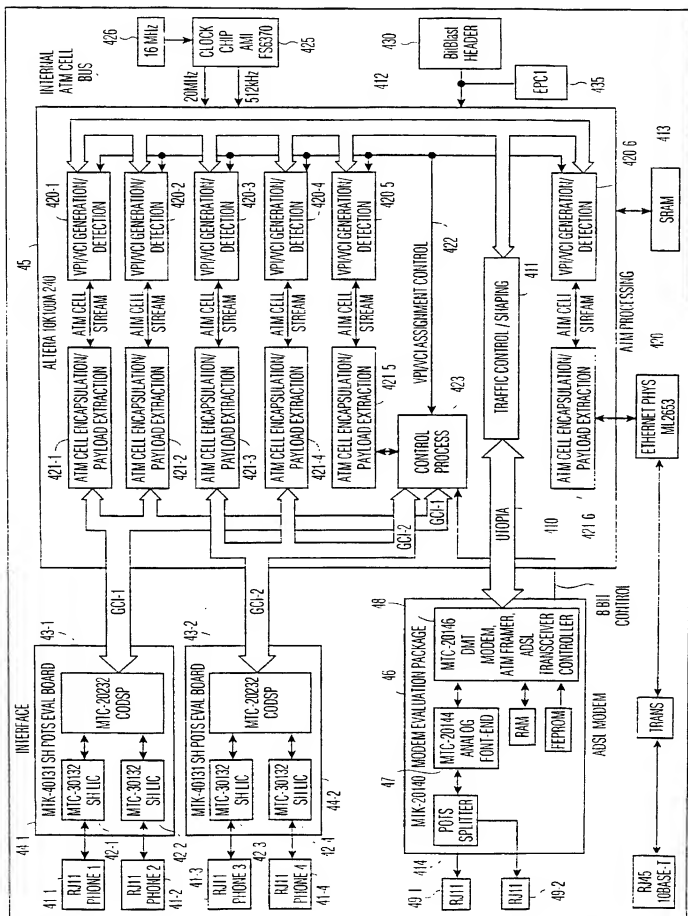 INTERFACE
44-1
43-1
MTK-40131 SH POTS EVAL BOARD
MTC-30132
SH LIC
MTC-30132
SH LIC
MTC-20232
CODSP
41 1
RJ11
PHONE 1
41-2
RJ11
PHONE 2
42-1
42-2
GCI-1
43-2
MTK-40131 SH POTS EVAL BOARD
MTC-30132
SH LIC
MTC-30132
SH LIC
MTC-20232
CODSP
41-3
RJ11
PHONE 3
41-4
RJ11
PHONE 4
42 3
42-4
44-2
GCI-2
45
ALTERA 10K100A 240
421-1
ATM CELL ENCAPSULATION/
PAYLOAD EXTRACTION
ATM CELL
STREAM
420-1
VPI/VCI GENERATION/
DETECTION
421-2
ATM CELL ENCAPSULATION/
PAYLOAD EXTRACTION
ATM CELL
STREAM
420-2
VPI/VCI GENERATION/
DETECTION
421-3
ATM CELL ENCAPSULATION/
PAYLOAD EXTRACTION
ATM CELL
STREAM
420-3
VPI/VCI GENERATION/
DETECTION
421-4
ATM CELL ENCAPSULATION/
PAYLOAD EXTRACTION
ATM CELL
STREAM
420-4
VPI/VCI GENERATION/
DETECTION
421 5
ATM CELL ENCAPSULATION/
PAYLOAD EXTRACTION
ATM CELL
STREAM
420-5
VPI/VCI GENERATION/
DETECTION
GCI-2
GCI-1
CONTROL
PROCESS
423
VPI/VCI ASSIGNMENT CONTROL
422
UTOPIA
410
TRAFFIC CONTROL / SHAPING
411
421 6
ATM CELL ENCAPSULATION/
PAYLOAD EXTRACTION
ATM CELL
STREAM
420 6
VPI/VCI GENERATION/
DETECTION
ATM PROCESSING
INTERNAL
ATM CELL
BUS
426
16 MHz
CLOCK
CHIP
AMI
FS6370
425
20MHz
512kHz
412
430
BitBlast
HEADER
EPC1
435
413
SRAM
420
ETHERNET PHYS
ML2653
8 BIT
CONTROL
46
48
MTK-20140 / MODEM EVALUATION PACKAGE
MTC-20146
DMT
MODEM,
ATM FRAMER,
ADSL
TRANSCEIVER
CONTROLLER
MTC-20144
ANALOG
FONT-END
RAM
FEPROM
47
POTS
SPLITTER
ADSL MODEM
414
49 1
RJ11
49-2
RJ11
TRANS
RJ45
10BASE-T